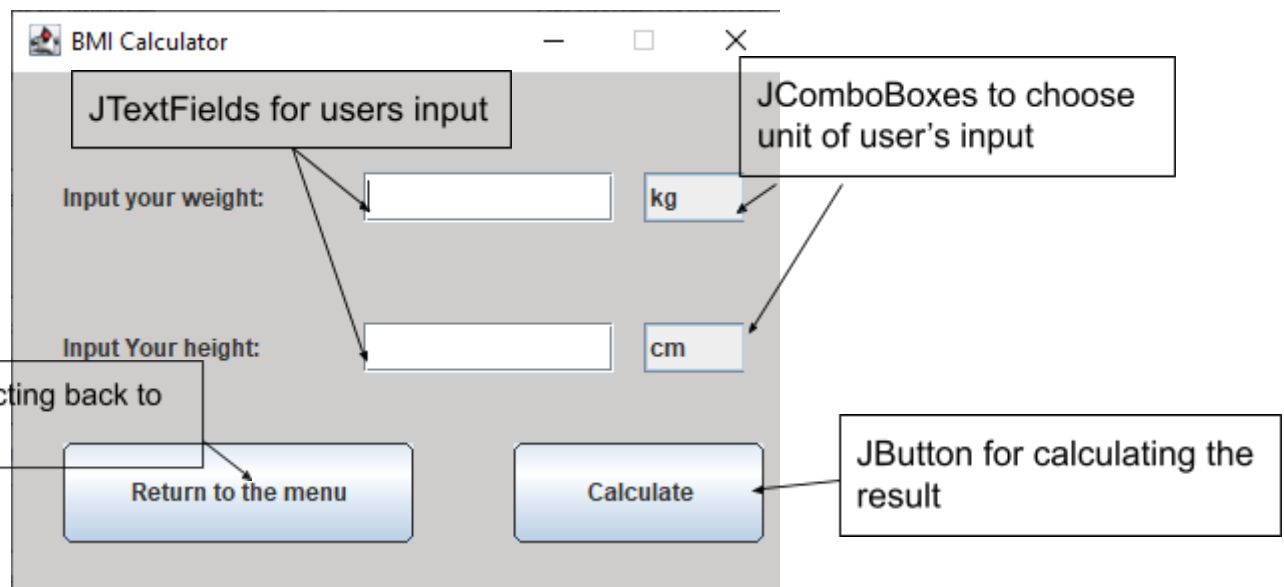 BMI Calculator
JTextFields for users input
JComboBoxes to choose
unit of user's input
Input your weight:
kg
Input Your height:
cm
back to
Return to the menu
Calculate
JButton for calculating the
result